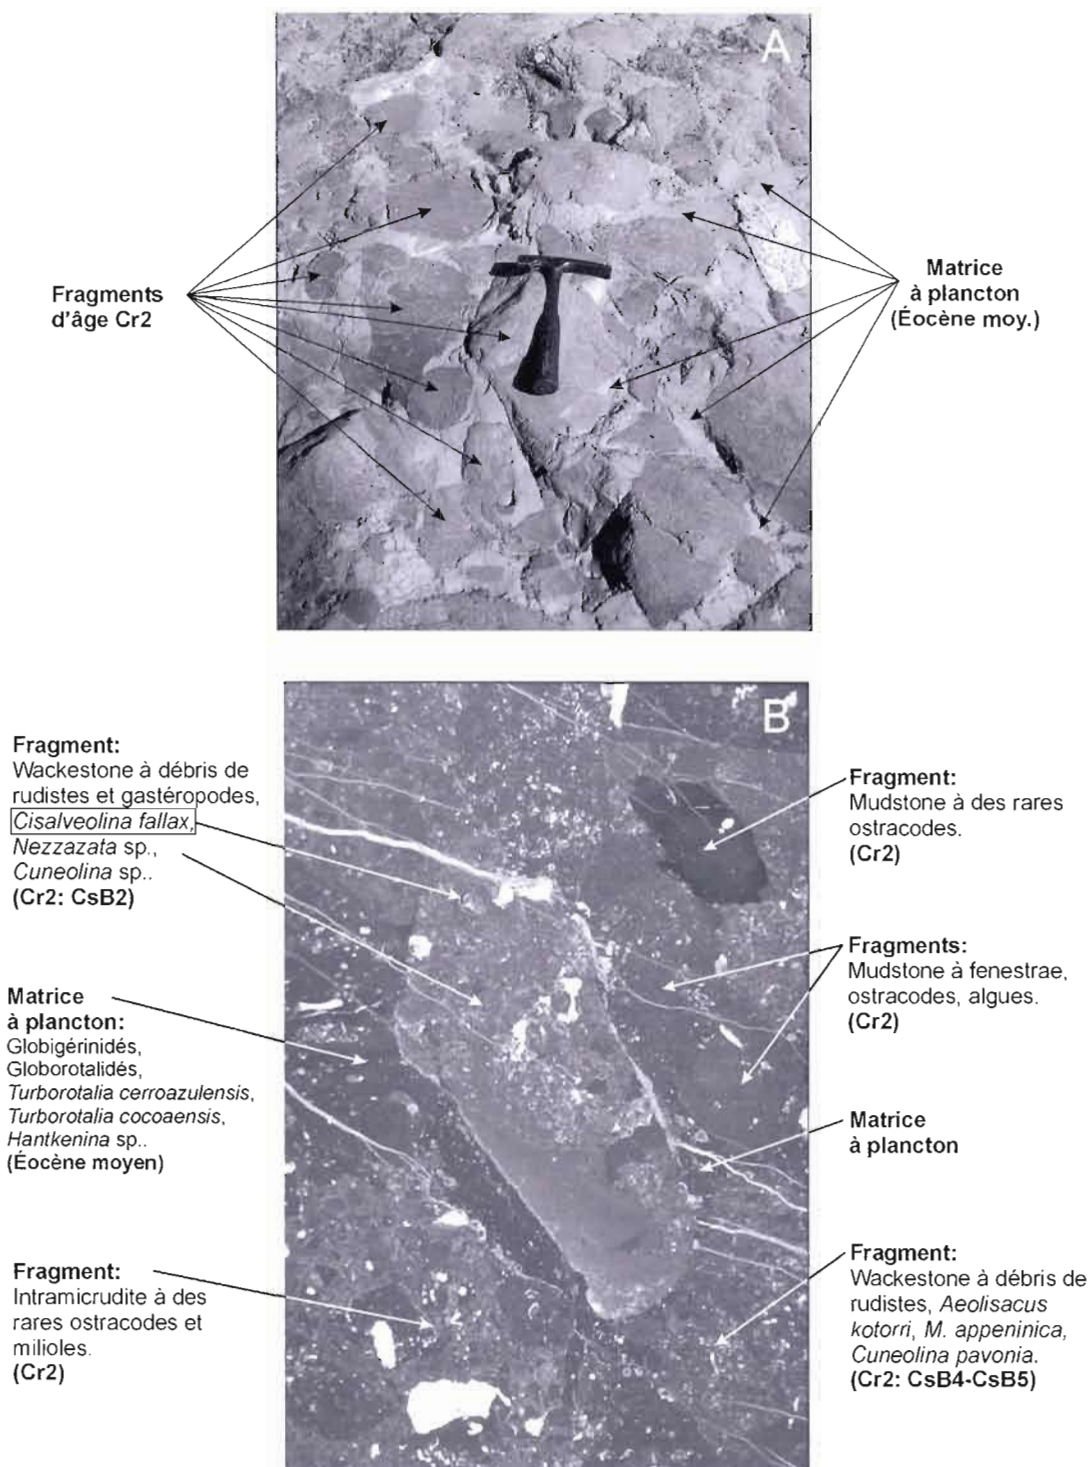 A
Fragments
d'âge Cr2
Matrice
à plancton
(Éocène moy.)
B
Fragment:
Wackestone à débris de
rudistes et gastéropodes,
Cisalveolina fallax,
Nezzazata sp.,
Cuneolina sp..
(Cr2: CsB2)
Matrice
à plancton:
Globigérinidés,
Globorotalidés,
Turborotalia cerroazulensis,
Turborotalia cocoaensis,
Hantkenina sp..
(Éocène moyen)
Fragment:
Intramicrudite à des
rares ostracodes et
milioles.
(Cr2)
Fragment:
Mudstone à des rares
ostracodes.
(Cr2)
Fragments:
Mudstone à fenestrae,
ostracodes, algues.
(Cr2)
Matrice
à plancton
Fragment:
Wackestone à débris de
rudistes, Aeolisacus
kotorri, M. appeninica,
Cuneolina pavonia.
(Cr2: CsB4-CsB5)